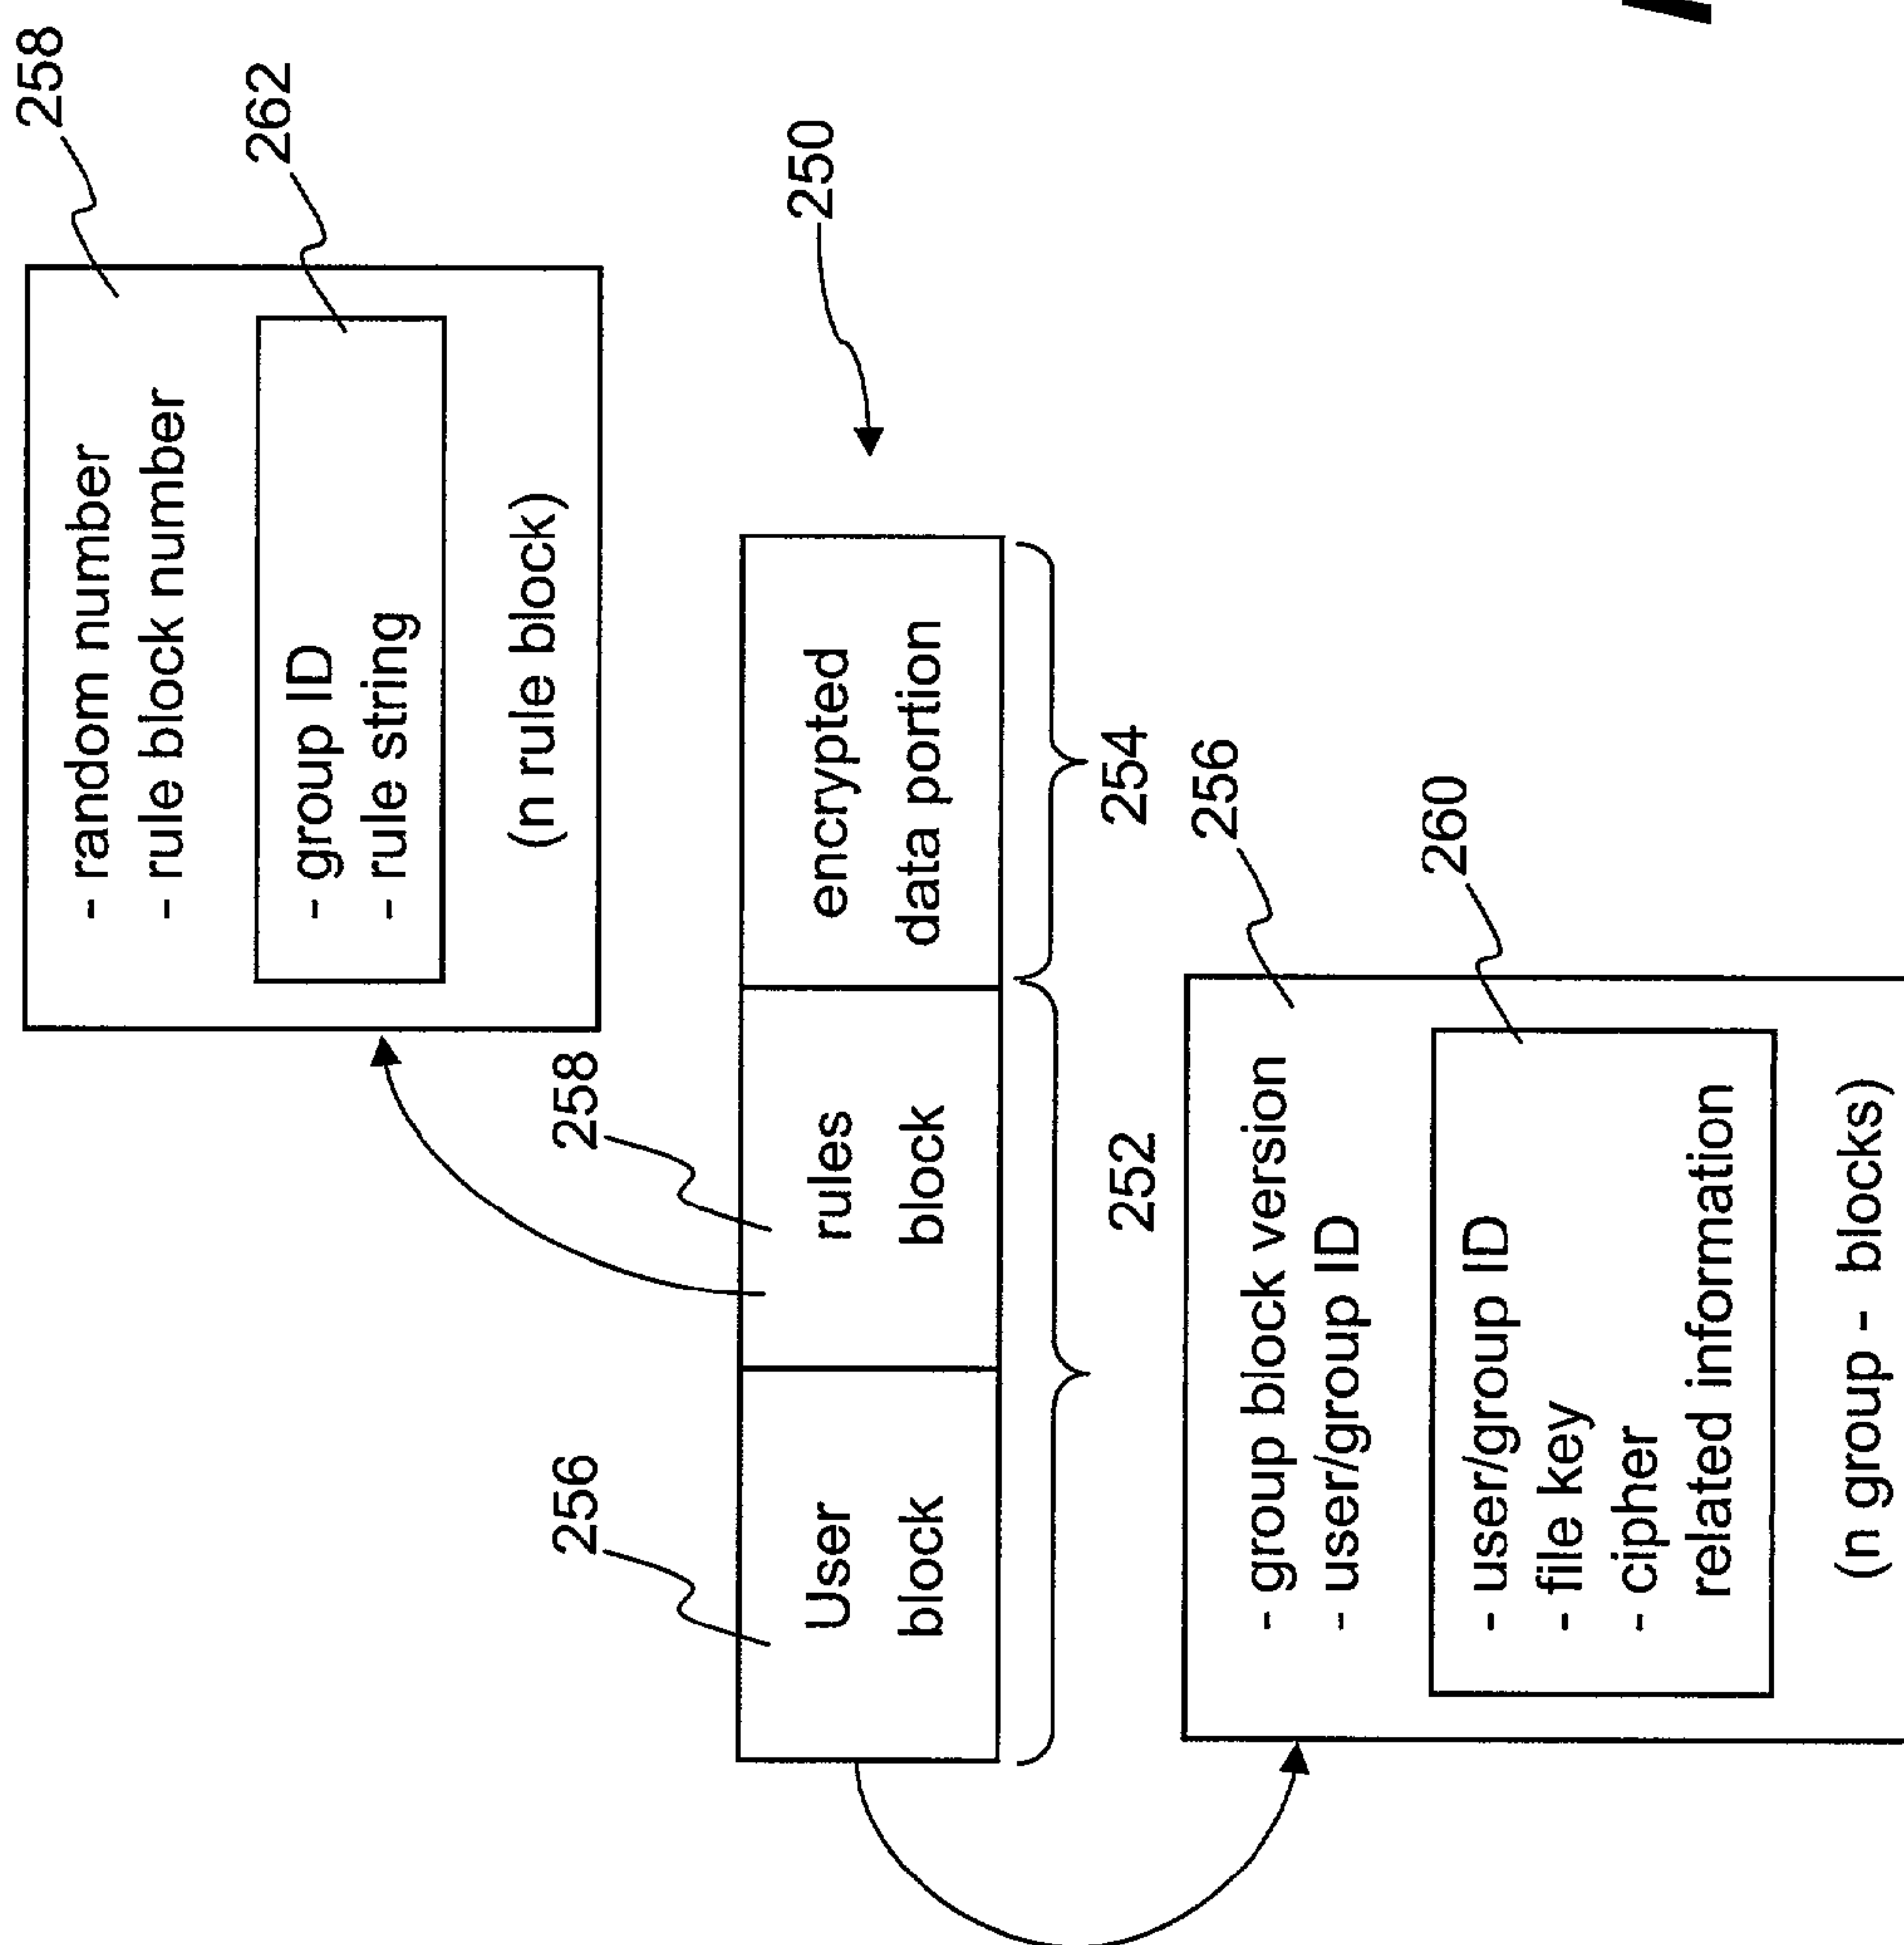 258
- random number
- rule block number
262
- group ID
- rule string
(n rule block)
250
256
User
block
258
rules
block
encrypted
data portion
252
254
256
- group block version
- user/group ID
260
- user/group ID
- file key
- cipher
related information
(n group - blocks)